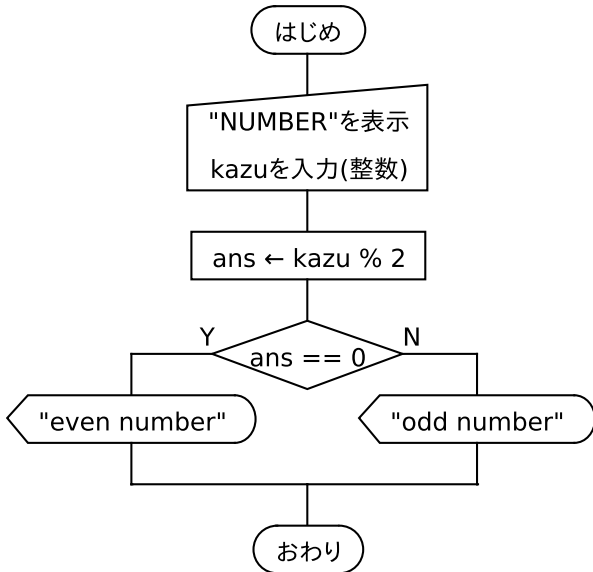 はじめ
"NUMBER"を表示
kazuを入力(整数)
ans ← kazu % 2
Y
N
ans == 0
"even number"
"odd number"
おわり